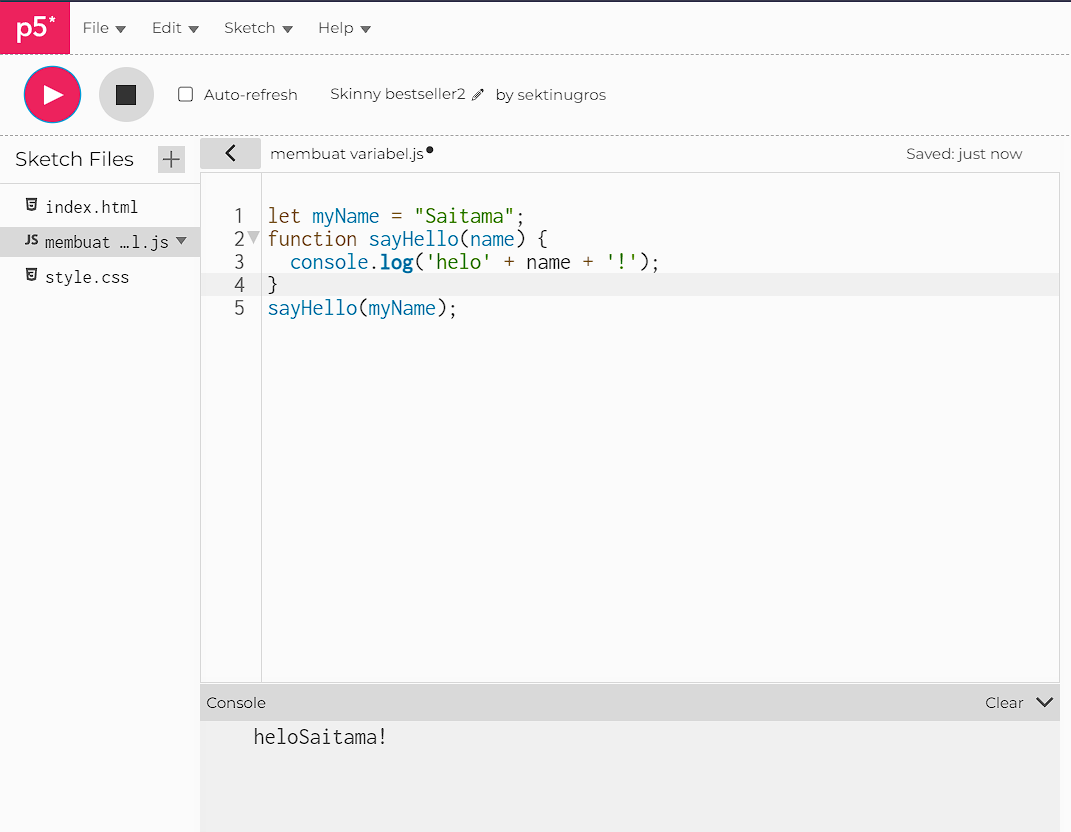 p5* File Edit Sketch Help
Auto-refresh Skinny bestseller2 by sektinugros
Sketch Files
index.html
JS membuat …l.js
style.css
membuat variabel.js Saved: just now
1 let myName = "Saitama";
2 function sayHello(name) {
3 console.log('helo' + name + '!');
4 }
5 sayHello(myName);
Console Clear
heloSaitama!